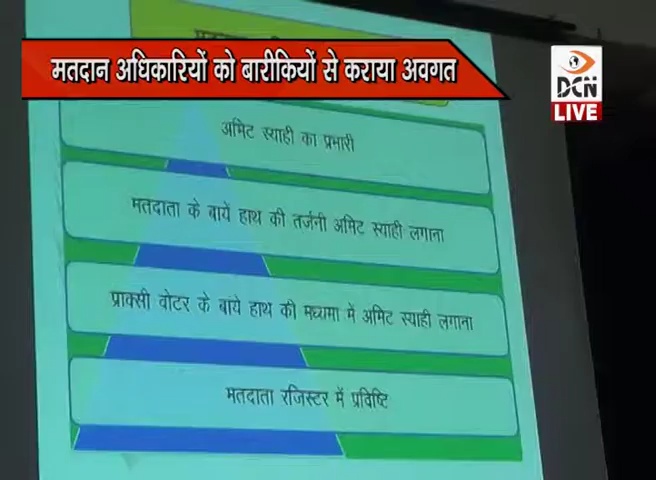 मतदान अधिकारियों को बारीकियों से कराया अवगत
DCN
LIVE
अमिट स्याही का प्रभारी
मतदाता के बायें हाथ की तर्जनी अमिट स्याही लगाना
प्राक्सी वोटर के बांये हाथ की मध्यमा में अमिट स्याही लगाना
मतदाता रजिस्टर में प्रविष्टि